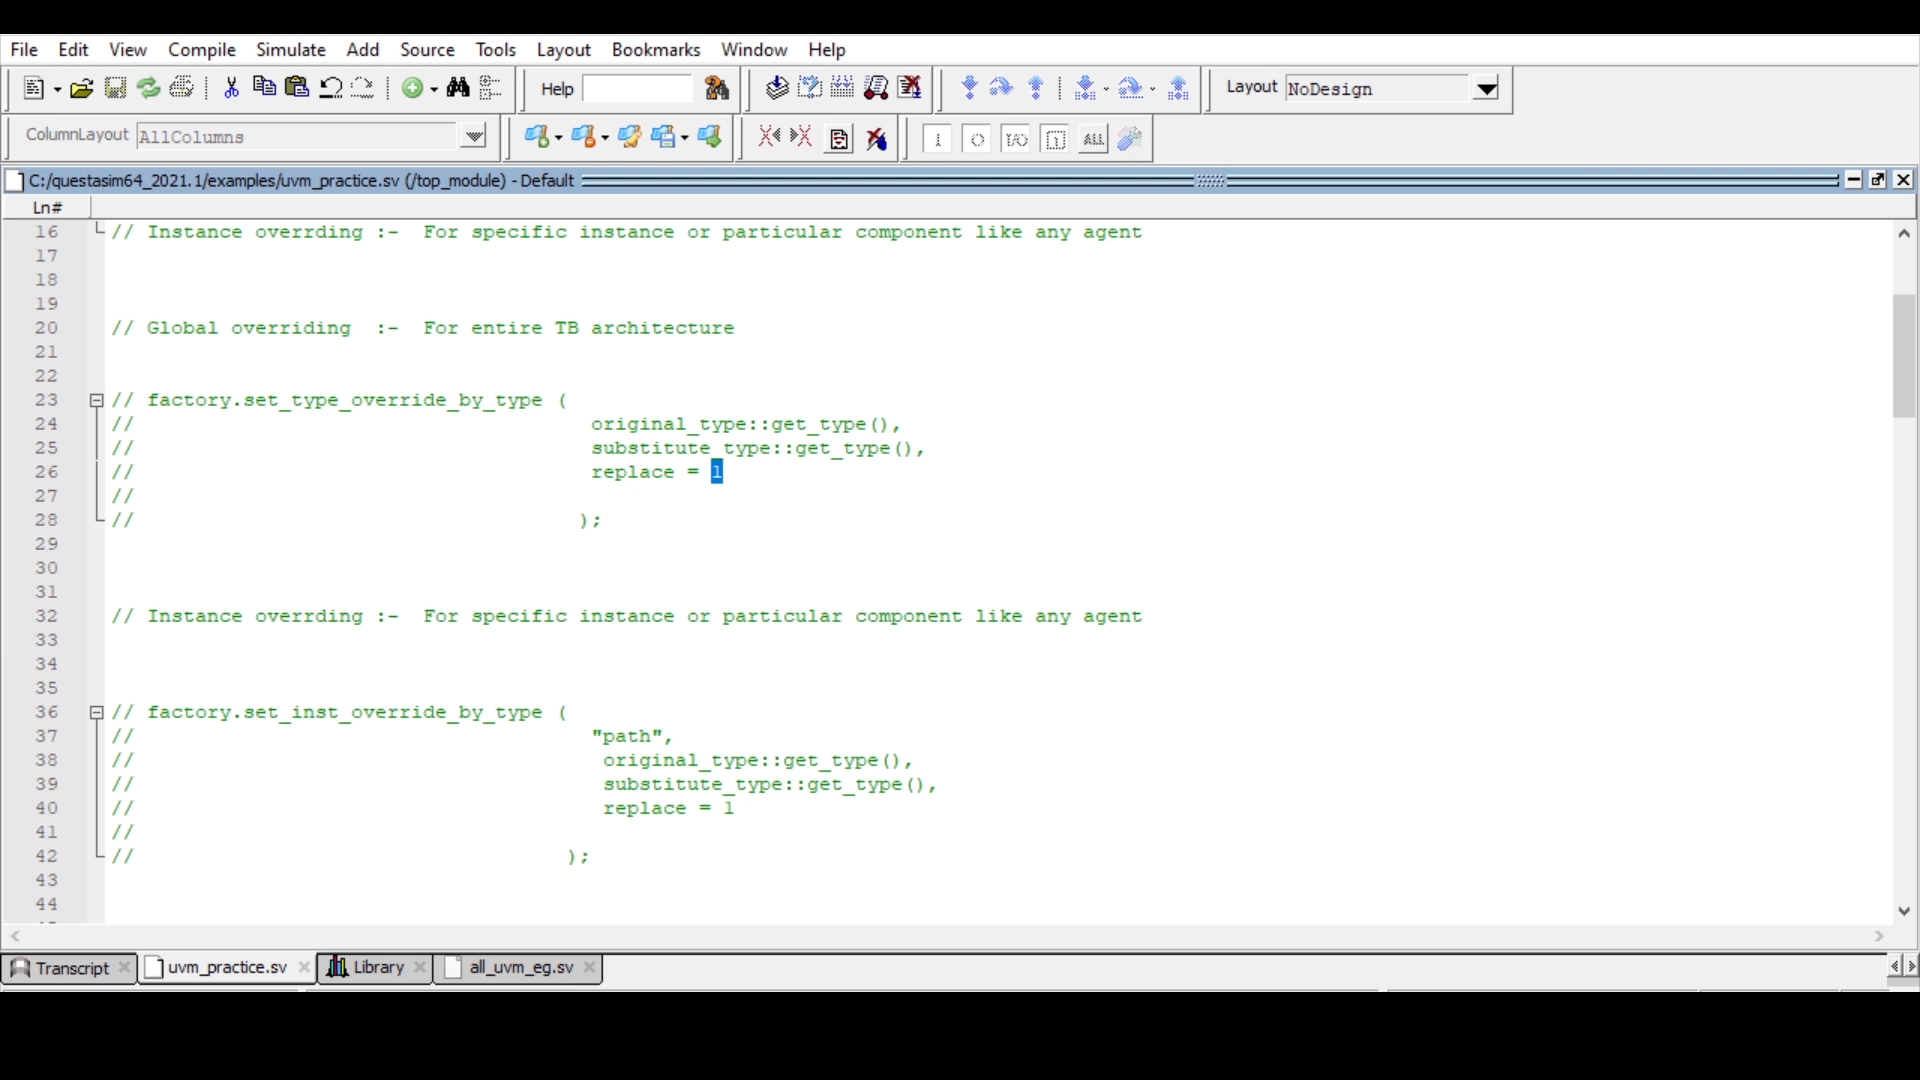 File Edit View Compile Simulate Add Source Tools Layout Bookmarks Window Help
Help
Layout NoDesign
ColumnLayout AllColumns
I O I/O ALL
C:/questasim64_2021.1/examples/uvm_practice.sv (/top_module) - Default
Ln#
16 // Instance overrding :- For specific instance or particular component like any agent
17
18
19
20 // Global overriding :- For entire TB architecture
21
22
23 // factory.set_type_override_by_type (
24 // original_type::get_type(),
25 // substitute_type::get_type(),
26 // replace = 1
27 //
28 // );
29
30
31
32 // Instance overrding :- For specific instance or particular component like any agent
33
34
35
36 // factory.set_inst_override_by_type (
37 // "path",
38 // original_type::get_type(),
39 // substitute_type::get_type(),
40 // replace = 1
41 //
42 // );
43
44
Transcript uvm_practice.sv Library all_uvm_eg.sv